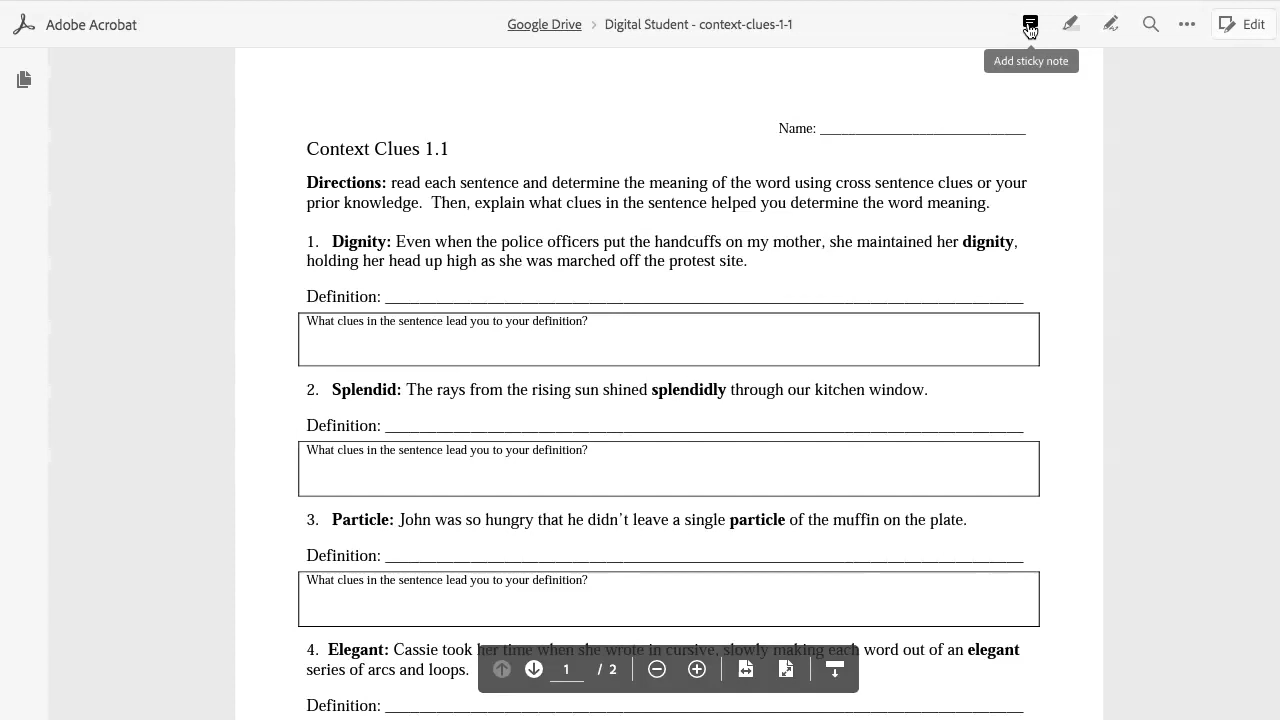 Adobe Acrobat
Google Drive › Digital Student - context-clues-1-1
Edit
Add sticky note
Name: ____________________________
Context Clues 1.1
Directions: read each sentence and determine the meaning of the word using cross sentence clues or your
prior knowledge. Then, explain what clues in the sentence helped you determine the word meaning.
1. Dignity: Even when the police officers put the handcuffs on my mother, she maintained her dignity,
holding her head up high as she was marched off the protest site.
Definition: ____________________________
What clues in the sentence lead you to your definition?
2. Splendid: The rays from the rising sun shined splendidly through our kitchen window.
Definition: ____________________________
What clues in the sentence lead you to your definition?
3. Particle: John was so hungry that he didn't leave a single particle of the muffin on the plate.
Definition: ____________________________
What clues in the sentence lead you to your definition?
4. Elegant: Cassie took her time when she wrote in cursive, slowly making each word out of an elegant
series of arcs and loops.
1 / 2
Definition: ____________________________